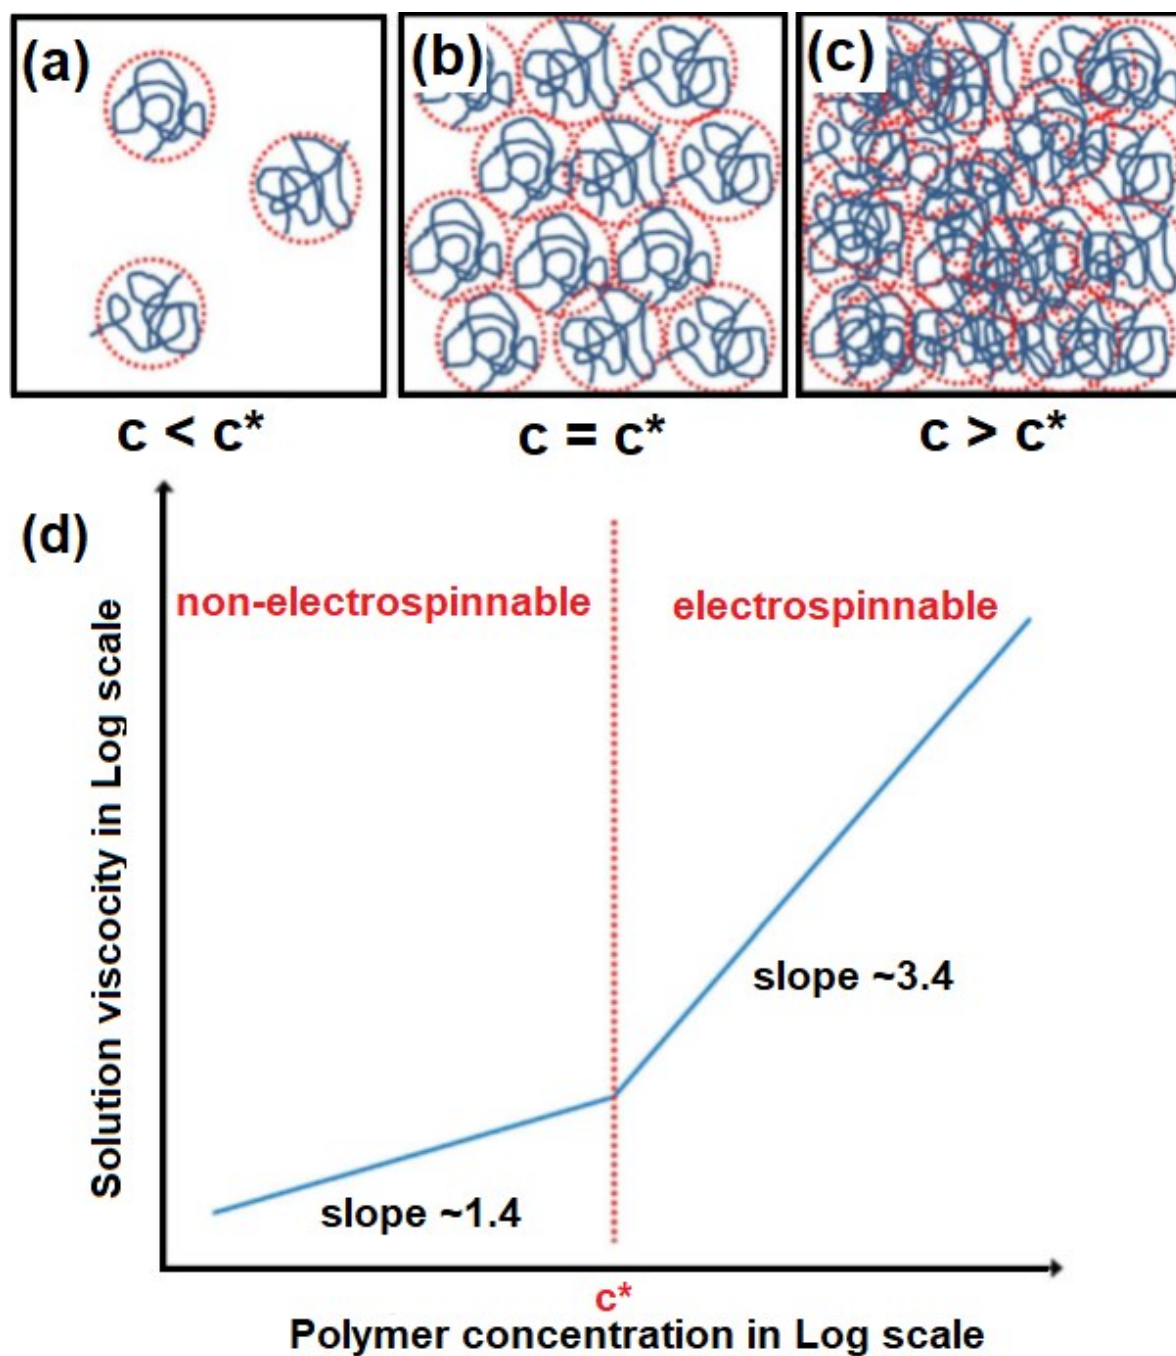 (a)
(b)
(c)
c < c*
c = c*
c > c*
(d)
non-electrospinnable
electrospinnable
Solution viscocity in Log scale
slope ~3.4
slope ~1.4
c*
Polymer concentration in Log scale